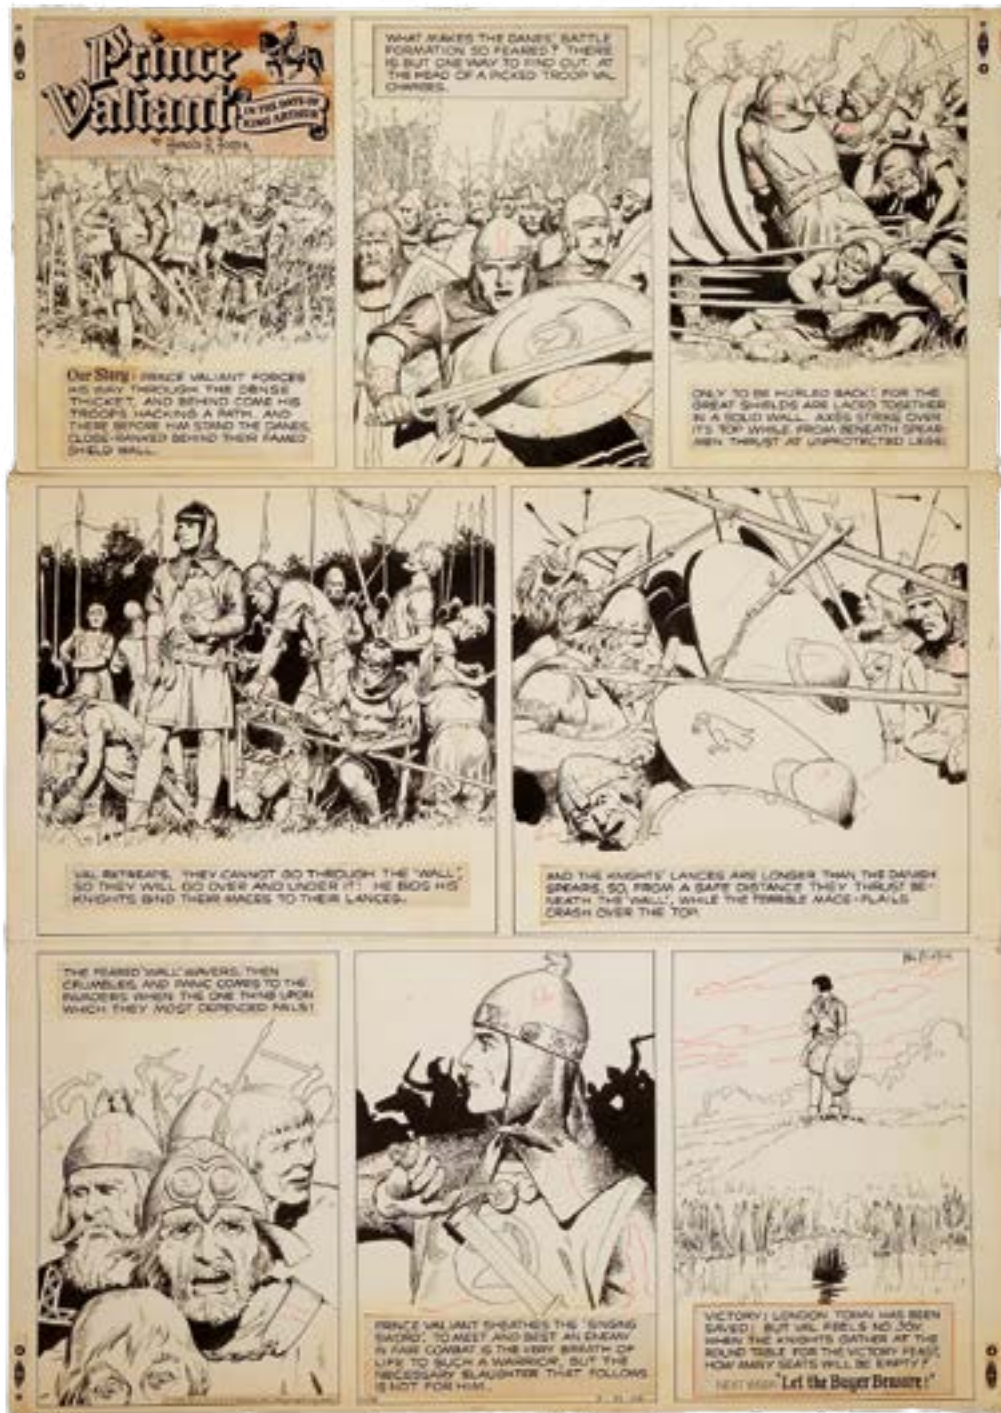 Prince
Valiant
IN THE DAYS OF
KING ARTHUR
BY Harold R. Foster
WHAT MAKES THE DANES' BATTLE
FORMATION SO FEARED? THERE
IS BUT ONE WAY TO FIND OUT. AT
THE HEAD OF A PICKED TROOP VAL
CHARGES.
Our Story: PRINCE VALIANT FORCES
HIS WAY THROUGH THE DENSE
THICKET, AND BEHIND COME HIS
TROOPS HACKING A PATH. AND
THERE BEFORE HIM STAND THE DANES,
CLOSE-RANKED BEHIND THEIR FAMED
SHIELD WALL.
ONLY TO BE HURLED BACK! FOR THE
GREAT SHIELDS ARE LACED TOGETHER
IN A SOLID WALL. AXES STRIKE OVER
IT'S TOP WHILE FROM BENEATH SPEAR-
MEN THRUST AT UNPROTECTED LEGS!
VAL RETREATS. THEY CANNOT GO THROUGH THE 'WALL',
SO THEY WILL GO OVER AND UNDER IT! HE BIDS HIS
KNIGHTS BIND THEIR MACES TO THEIR LANCES.
AND THE KNIGHTS' LANCES ARE LONGER THAN THE DANISH
SPEARS, SO, FROM A SAFE DISTANCE THEY THRUST BE-
NEATH THE 'WALL', WHILE THE TERRIBLE MACE-FLAILS
CRASH OVER THE TOP.
THE FEARED 'WALL' WAVERS, THEN
CRUMBLES, AND PANIC COMES TO THE
INVADERS WHEN THE ONE THING UPON
WHICH THEY MOST DEPENDED FAILS!
PRINCE VALIANT SHEATHES THE 'SINGING
SWORD'. TO MEET AND BEST AN ENEMY
IN FAIR COMBAT IS THE VERY BREATH OF
LIFE TO SUCH A WARRIOR, BUT THE
NECESSARY SLAUGHTER THAT FOLLOWS
IS NOT FOR HIM.
VICTORY! LONDON TOWN HAS BEEN
SAVED! BUT VAL FEELS NO JOY.
WHEN THE KNIGHTS GATHER AT THE
ROUND TABLE FOR THE VICTORY FEAST,
HOW MANY SEATS WILL BE EMPTY?
NEXT WEEK- "Let the Buyer Beware!"